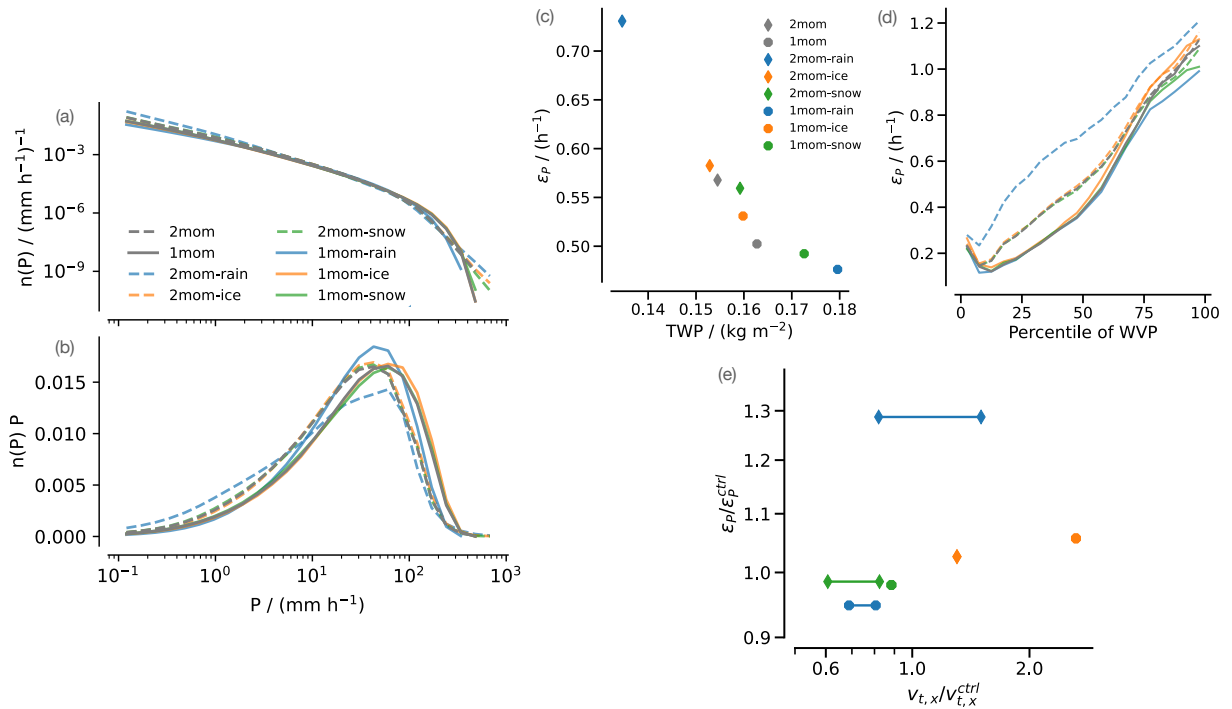 (a)
n(P) / (mm h⁻¹)⁻¹
10⁻³
10⁻⁶
10⁻⁹
2mom
1mom
2mom-rain
2mom-ice
2mom-snow
1mom-rain
1mom-ice
1mom-snow
(b)
n(P) P
0.015
0.010
0.005
0.000
10⁻¹ 10⁰ 10¹ 10² 10³
P / (mm h⁻¹)
(c)
ε_P / (h⁻¹)
0.70
0.65
0.60
0.55
0.50
2mom
1mom
2mom-rain
2mom-ice
2mom-snow
1mom-rain
1mom-ice
1mom-snow
0.14 0.15 0.16 0.17 0.18
TWP / (kg m⁻²)
(d)
ε_P / (h⁻¹)
1.2
1.0
0.8
0.6
0.4
0.2
0 25 50 75 100
Percentile of WVP
(e)
ε_P/ε_P^ctrl
1.3
1.2
1.1
1.0
0.9
0.6 1.0 2.0
v_t, x/v_t, x^ctrl